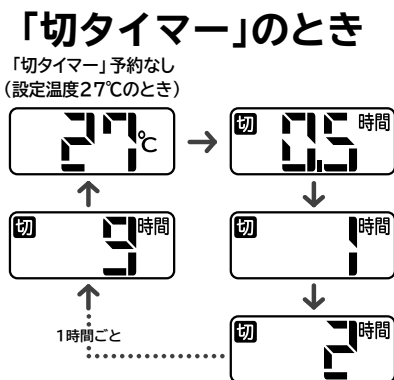 「切タイマー」のとき
「切タイマー」予約なし
(設定温度27℃のとき)
27℃
切 0.5 時間
切 9 時間
切 1 時間
1時間ごと
切 2 時間